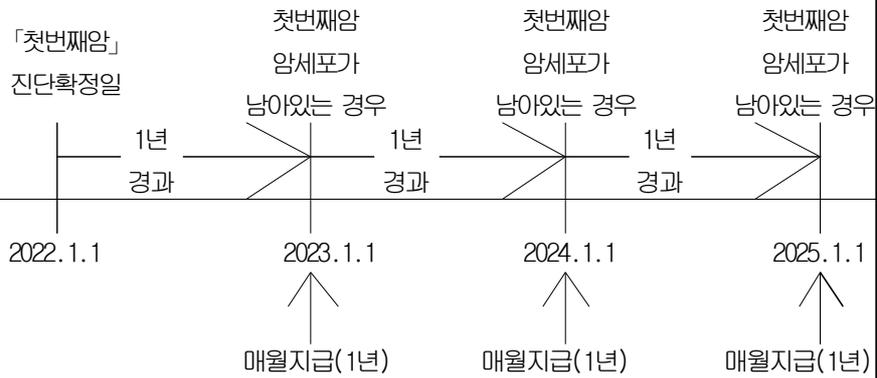 「첫번째암」
진단확정일
첫번째암
암세포가
남아있는 경우
첫번째암
암세포가
남아있는 경우
첫번째암
암세포가
남아있는 경우
1년
경과
1년
경과
1년
경과
2022.1.1
2023.1.1
2024.1.1
2025.1.1
매월지급(1년)
매월지급(1년)
매월지급(1년)